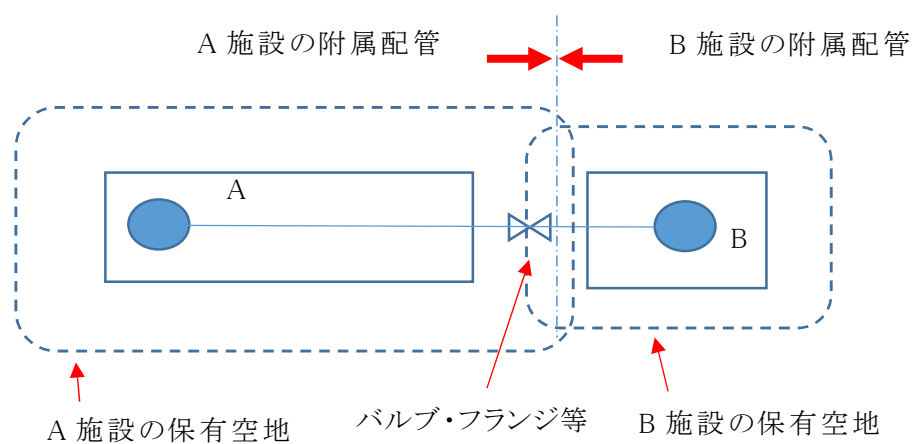 A 施設の附属配管
B 施設の附属配管
A
B
A 施設の保有空地
バルブ・フランジ等
B 施設の保有空地